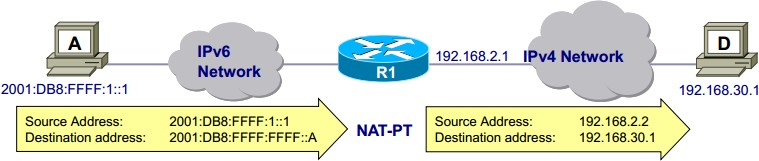 A
IPv6
Network
R1
192.168.2.1
IPv4 Network
D
2001:DB8:FFFF:1::1
192.168.30.1
Source Address: 2001:DB8:FFFF:1::1
Destination address: 2001:DB8:FFFF:FFFF::A
NAT-PT
Source Address: 192.168.2.2
Destination address: 192.168.30.1